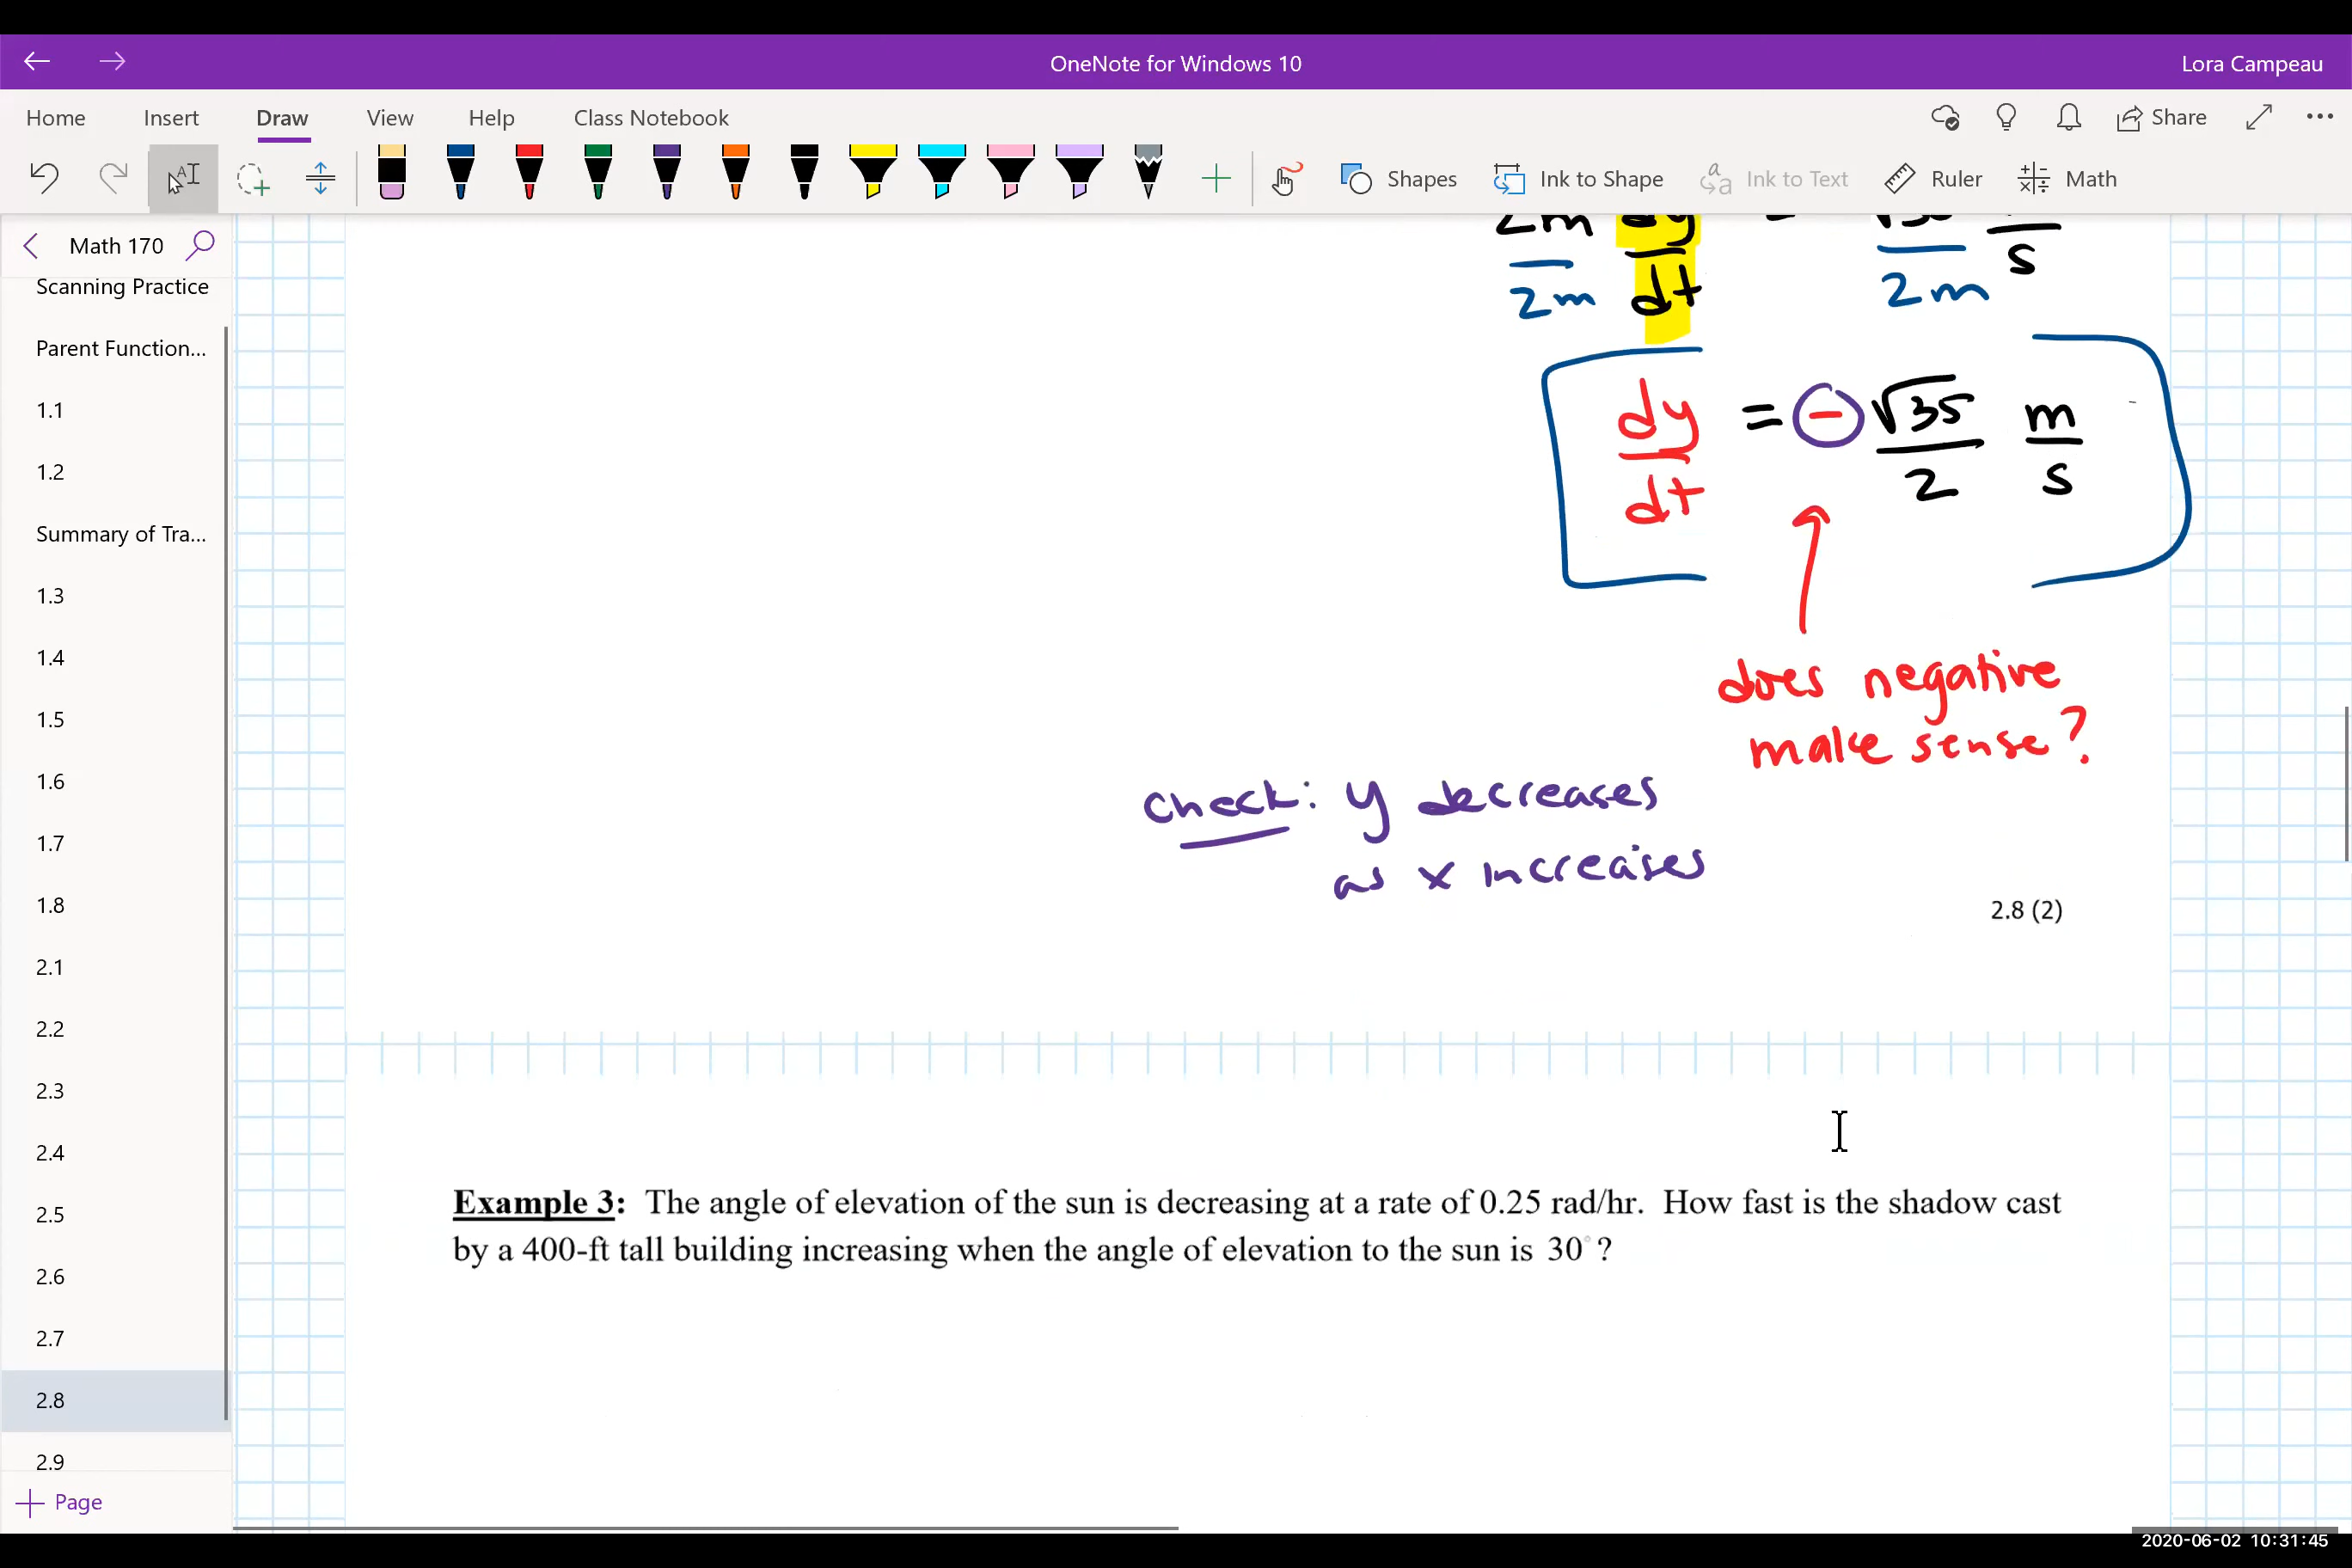 OneNote for Windows 10
Lora Campeau
Home Insert Draw View Help Class Notebook
Share
Shapes Ink to Shape Ink to Text Ruler Math
Math 170
Scanning Practice
Parent Function...
1.1
1.2
Summary of Tra...
1.3
1.4
1.5
1.6
1.7
1.8
2.1
2.2
2.3
2.4
2.5
2.6
2.7
2.8
2.9
Page
2m dy =
2m dt 2m s
dy/dt = - √35/2 m/s
does negative
make sense?
check: y decreases
as x increases
2.8 (2)
Example 3: The angle of elevation of the sun is decreasing at a rate of 0.25 rad/hr. How fast is the shadow cast
by a 400-ft tall building increasing when the angle of elevation to the sun is 30°?
2020-06-02 10:31:45